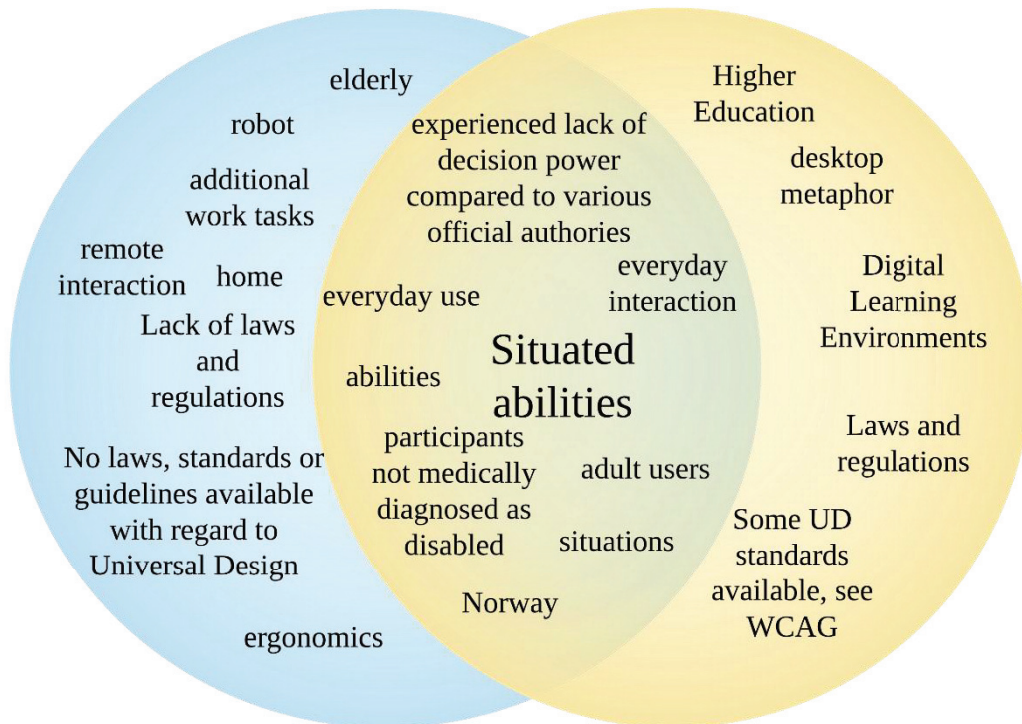 elderly
robot
additional
work tasks
remote
interaction
home
Lack of laws
and
regulations
No laws, standards or
guidelines available
with regard to
Universal Design
ergonomics
experienced lack of
decision power
compared to various
official authories
everyday use
everyday
interaction
Situated
abilities
abilities
participants
not medically
diagnosed as
disabled
adult users
situations
Norway
Higher
Education
desktop
metaphor
Digital
Learning
Environments
Laws and
regulations
Some UD
standards
available, see
WCAG